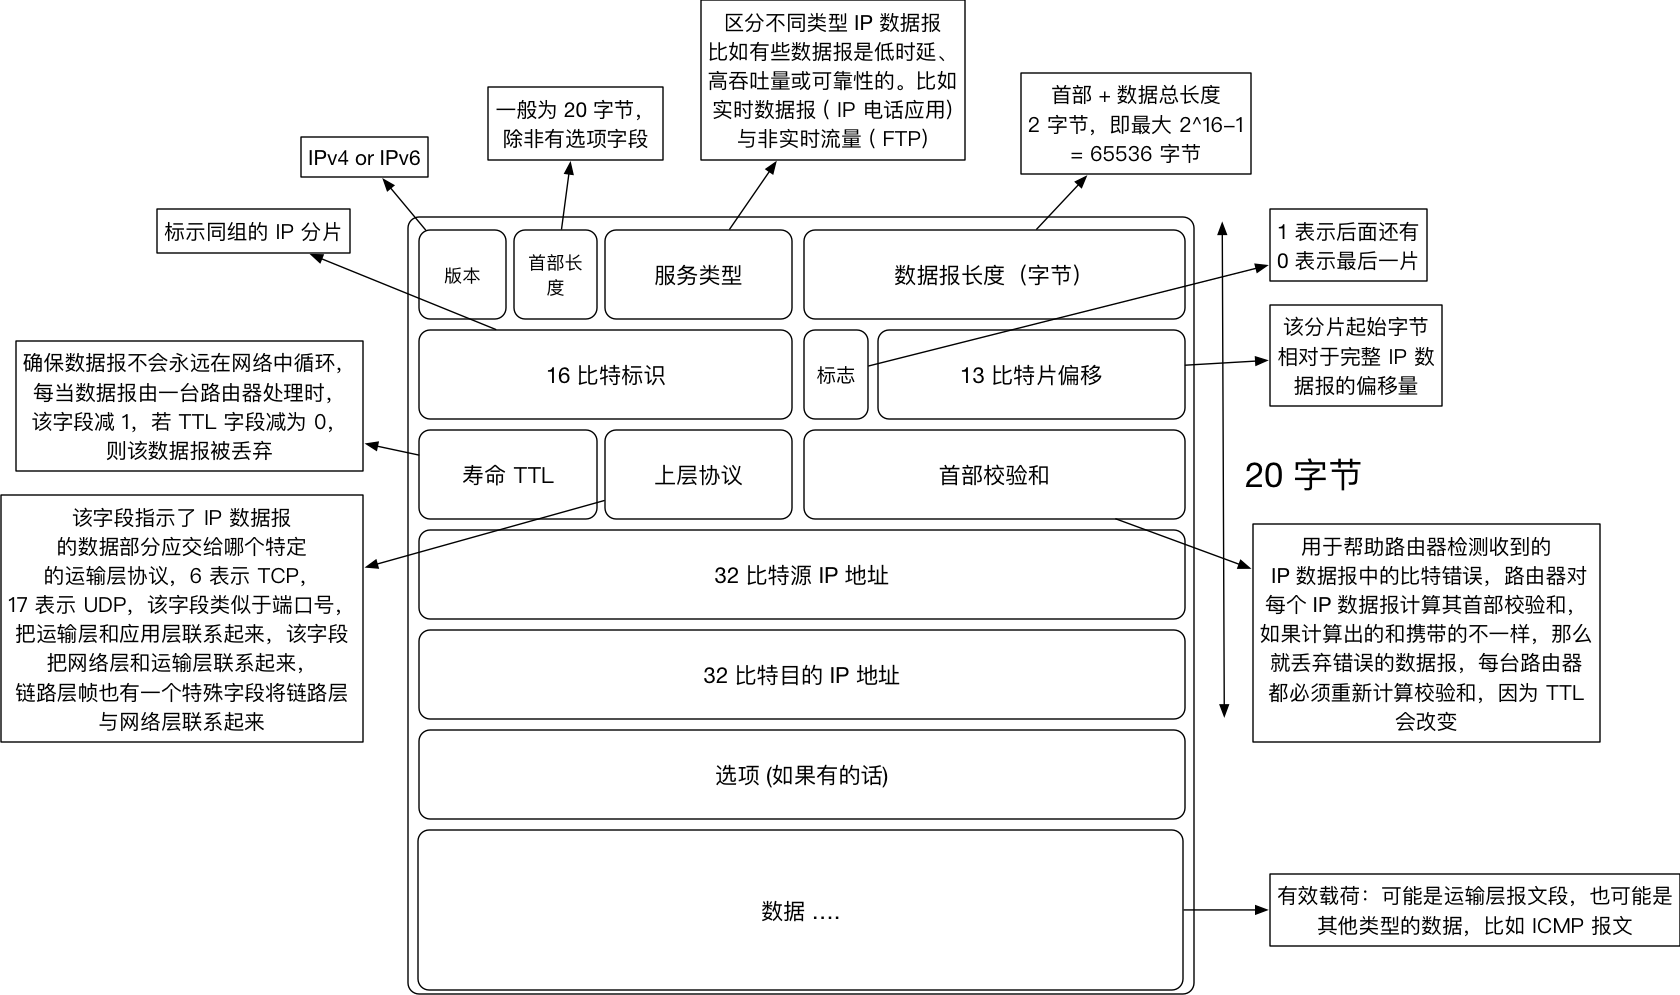 区分不同类型 IP 数据报
比如有些数据报是低时延、
高吞吐量或可靠性的。比如
实时数据报（ IP 电话应用)
与非实时流量（ FTP）
首部 + 数据总长度
2 字节，即最大 2^16-1
= 65536 字节
一般为 20 字节，
除非有选项字段
IPv4 or IPv6
标示同组的 IP 分片
1 表示后面还有
0 表示最后一片
版本
首部长
度
服务类型
数据报长度（字节）
该分片起始字节
相对于完整 IP 数
据报的偏移量
16 比特标识
标志
13 比特片偏移
确保数据报不会永远在网络中循环，
每当数据报由一台路由器处理时，
该字段减 1，若 TTL 字段减为 0，
则该数据报被丢弃
寿命 TTL
上层协议
首部校验和
20 字节
该字段指示了 IP 数据报
的数据部分应交给哪个特定
的运输层协议，6 表示 TCP，
17 表示 UDP，该字段类似于端口号，
把运输层和应用层联系起来，该字段
把网络层和运输层联系起来，
链路层帧也有一个特殊字段将链路层
与网络层联系起来
32 比特源 IP 地址
用于帮助路由器检测收到的
IP 数据报中的比特错误，路由器对
每个 IP 数据报计算其首部校验和，
如果计算出的和携带的不一样，那么
就丢弃错误的数据报，每台路由器
都必须重新计算校验和，因为 TTL
会改变
32 比特目的 IP 地址
选项 (如果有的话)
数据 ....
有效载荷：可能是运输层报文段，也可能是
其他类型的数据，比如 ICMP 报文